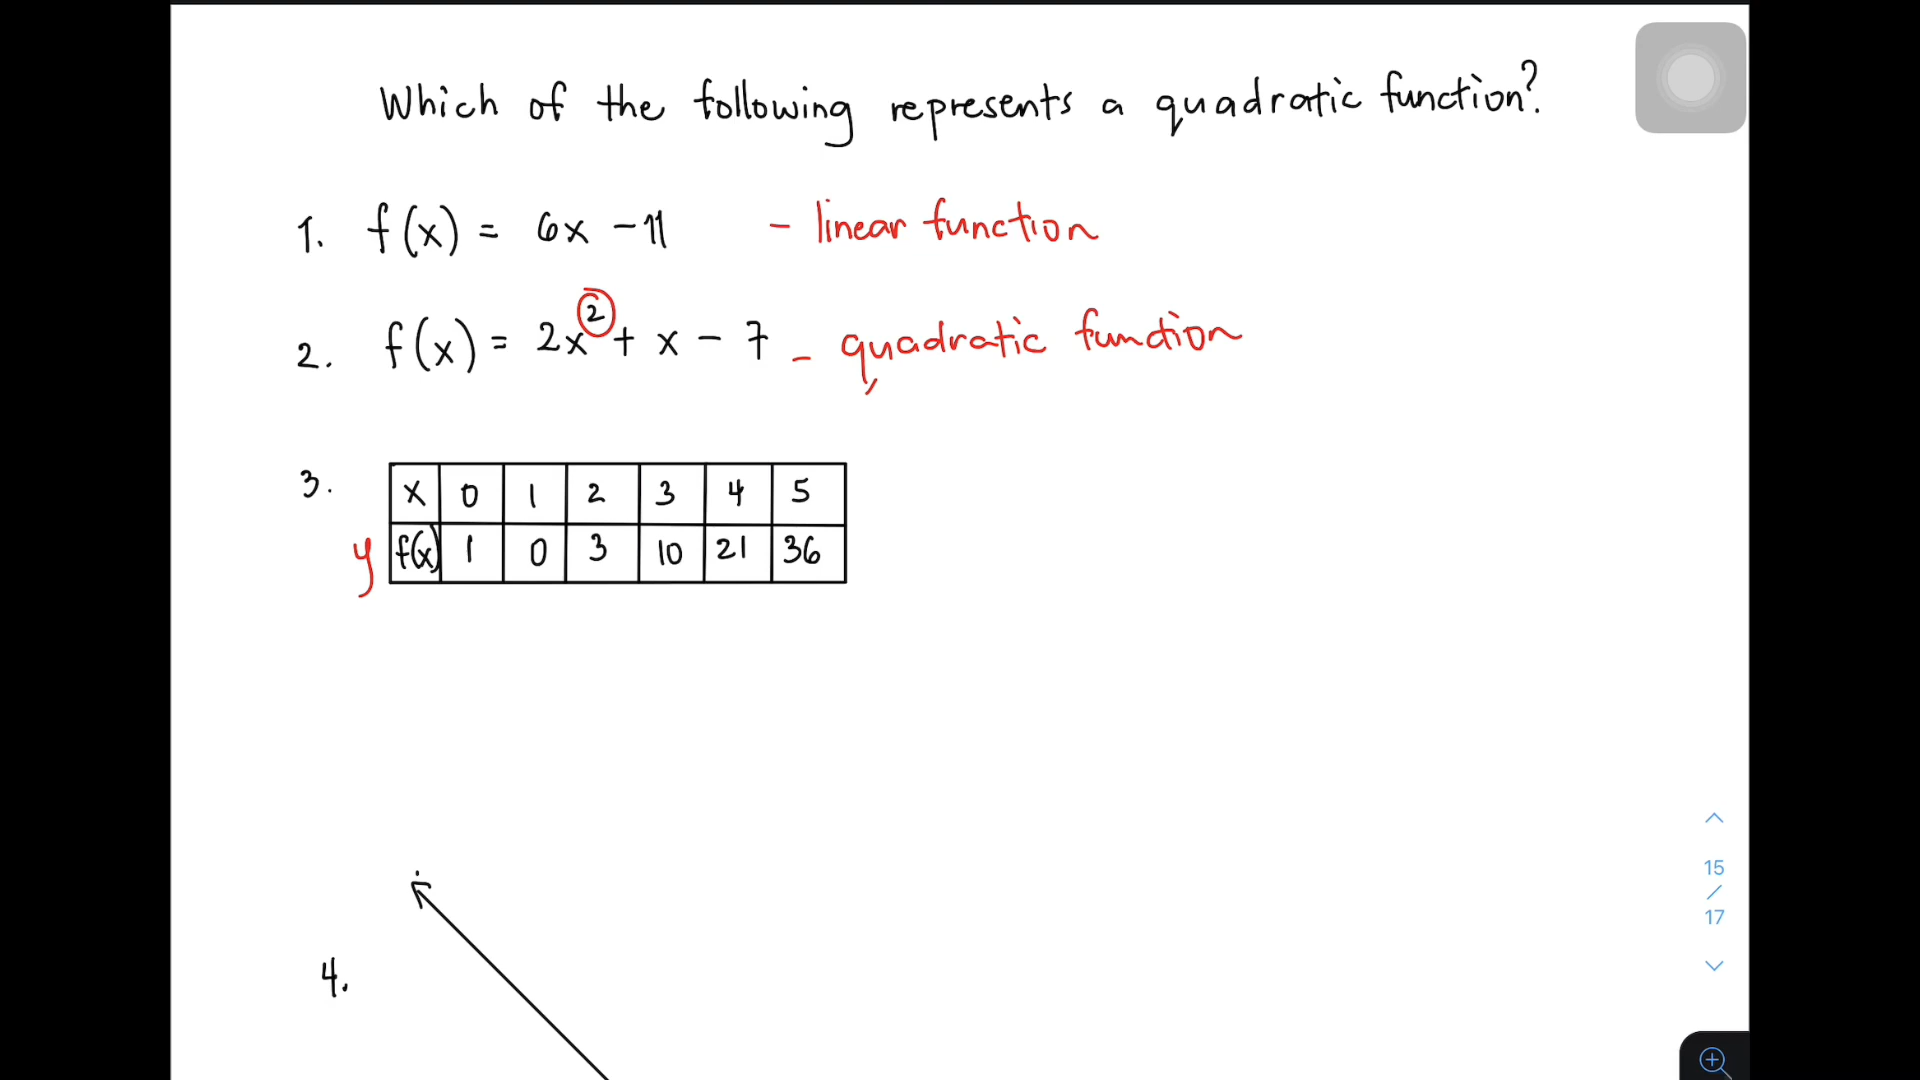 Which of the following represents a quadratic function?
1. f(x) = 6x - 11 - linear function
2. f(x) = 2x² + x - 7 - quadratic function
3.
x 0 1 2 3 4 5
y f(x) 1 0 3 10 21 36
15
/
17
4.